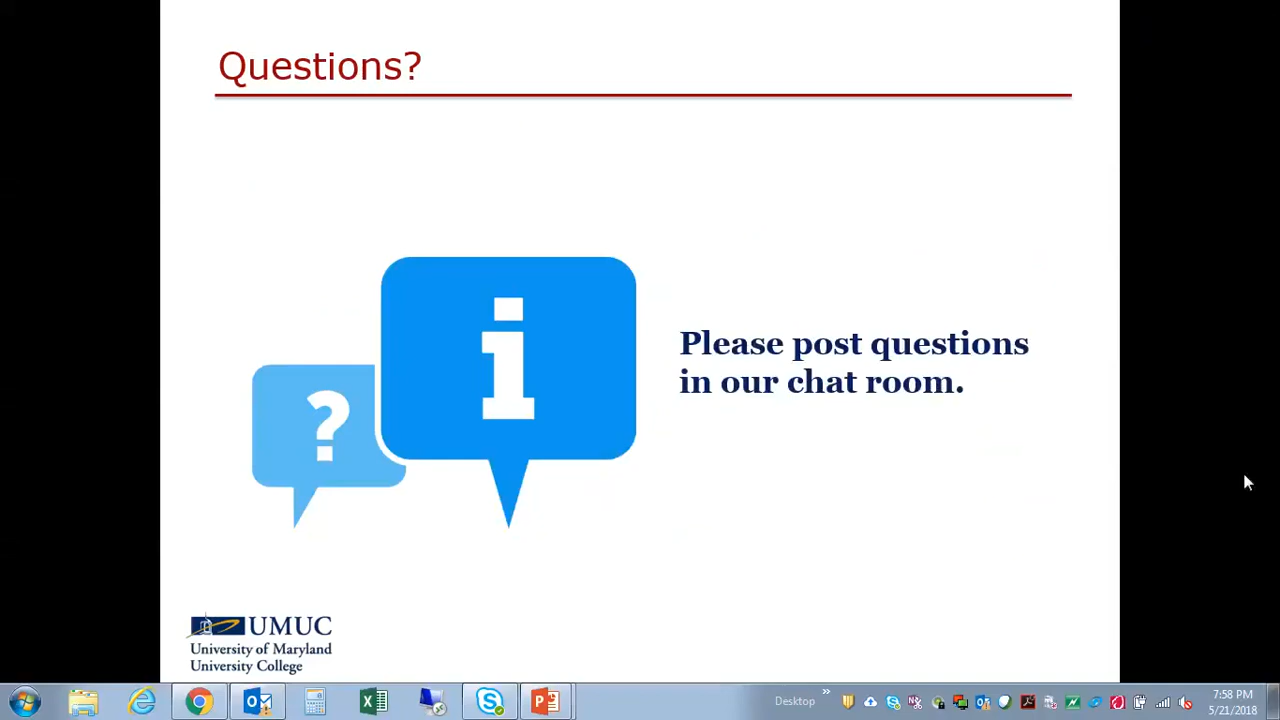 Questions?
?
i
Please post questions
in our chat room.
UMUC
University of Maryland
University College
Desktop
»
7:58 PM
5/21/2018